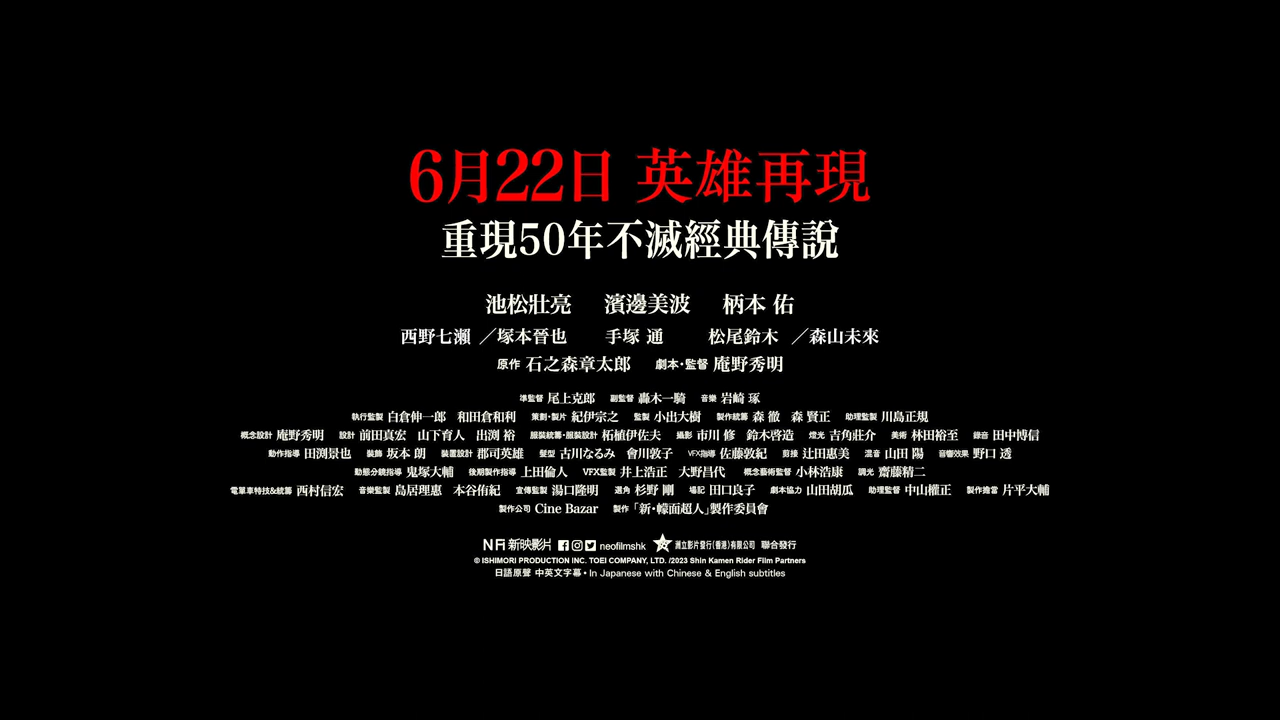 6月22日 英雄再現
重現50年不滅經典傳說
池松壯亮 濱邊美波 柄本 佑
西野七瀨 ／塚本晉也 手塚 通 松尾鈴木 ／森山未來
原作 石之森章太郎 劇本・監督 庵野秀明
準監督 尾上克郎 副監督 轟木一騎 音樂 岩崎 琢
執行監製 白倉伸一郎 和田倉和利 策劃・製片 紀伊宗之 監製 小出大樹 製作統籌 森 徹 森 賢正 助理監製 川島正規
概念設計 庵野秀明 設計 前田真宏 山下育人 出渕 裕 服裝統籌・服裝設計 柘植伊佐夫 攝影 市川 修 鈴木啓造 燈光 吉角莊介 美術 林田裕至 錄音 田中博信
動作指導 田渕景也 裝飾 坂本 朗 裝置設計 郡司英雄 髮型 古川なるみ 會川敦子 VFX指導 佐藤敦紀 剪接 辻田惠美 混音 山田 陽 音響效果 野口 透
動態分鏡指導 鬼塚大輔 後期製作指導 上田倫人 VFX監製 井上浩正 大野昌代 概念藝術監督 小林浩康 調光 齋藤精二
電單車特技&統籌 西村信宏 音樂監製 島居理惠 本谷侑紀 宣傳監製 湯口隆明 選角 杉野 剛 場記 田口良子 劇本協力 山田胡瓜 助理監督 中山權正 製作擔當 片平大輔
製作公司 Cine Bazar 製作「新・幪面超人」製作委員會
新映影片 neofilmshk 洲立影片發行(香港)有限公司 聯合發行
© ISHIMORI PRODUCTION INC. TOEI COMPANY, LTD. /2023 Shin Kamen Rider Film Partners
日語原聲 中英文字幕・In Japanese with Chinese & English subtitles